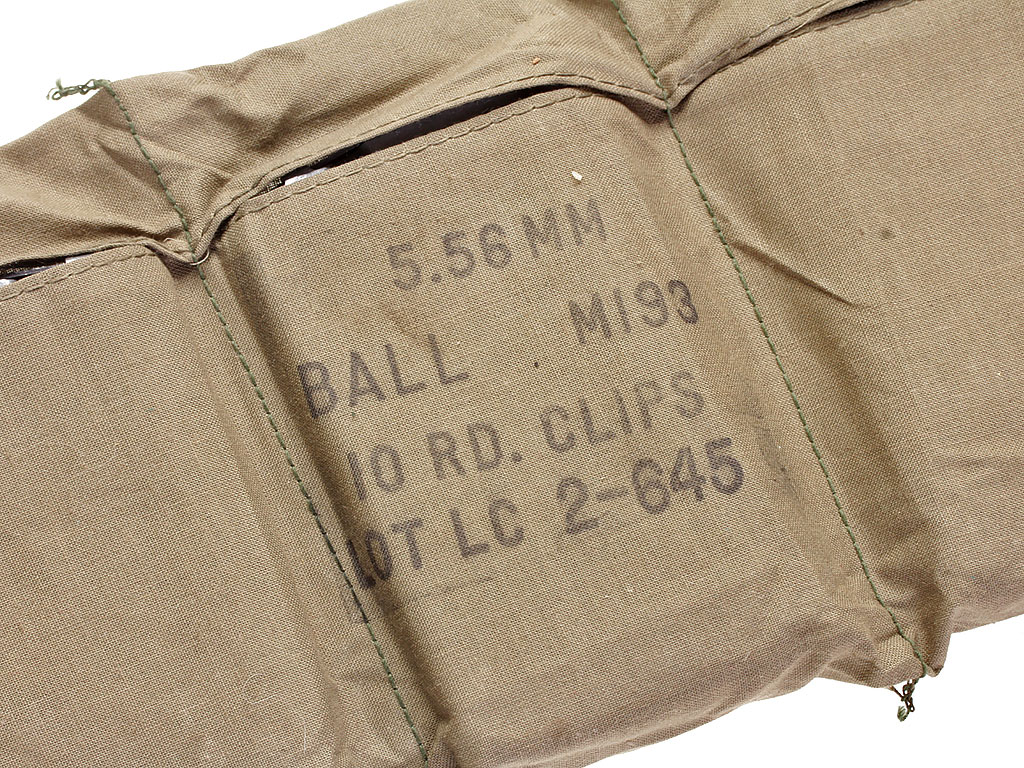 5.56 MM
BALL M193
10 RD. CLIPS
LOT LC 2-645